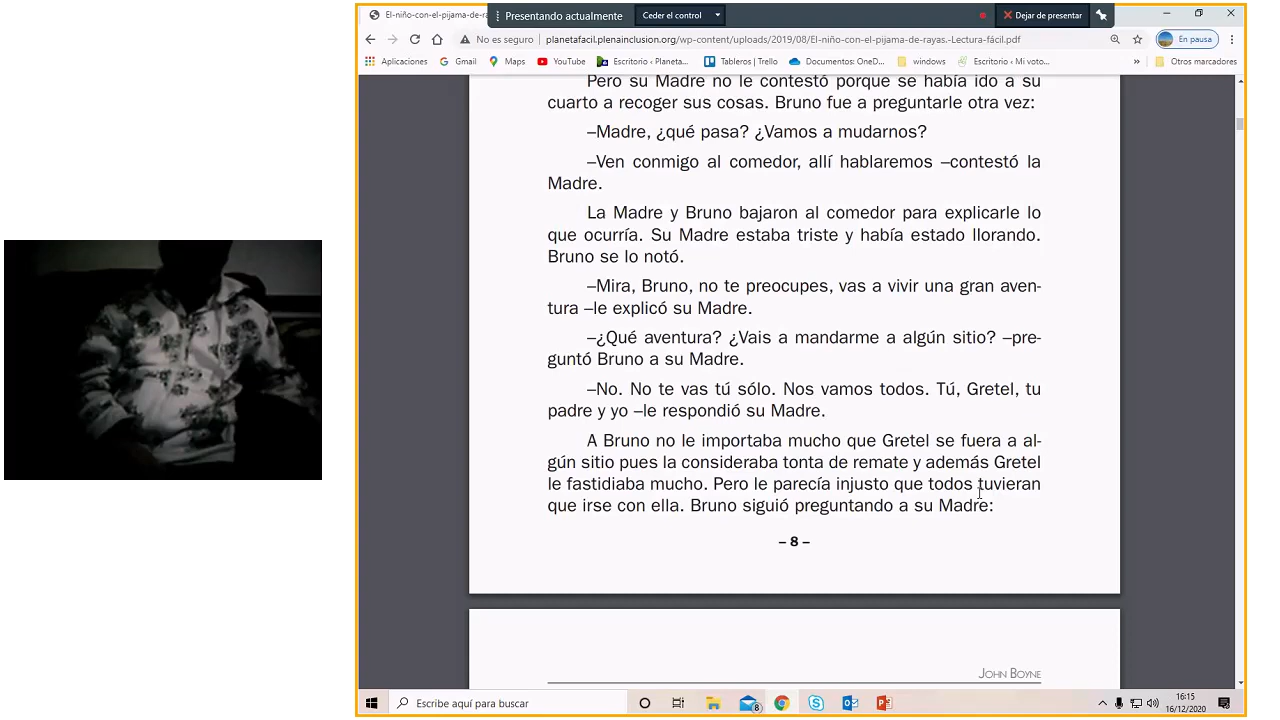 El-niño-con-el-pijama-de-ra
Presentando actualmente
Ceder el control
Dejar de presentar
No es seguro
planetafacil.plenainclusion.org/wp-content/uploads/2019/08/El-niño-con-el-pijama-de-rayas.-Lectura-fácil.pdf
En pausa
Aplicaciones
Gmail
Maps
YouTube
Escritorio ‹ Planeta...
Tableros | Trello
Documentos: OneD...
windows
Escritorio ‹ Mi voto...
»
Otros marcadores
Pero su Madre no le contestó porque se había ido a su
cuarto a recoger sus cosas. Bruno fue a preguntarle otra vez:
–Madre, ¿qué pasa? ¿Vamos a mudarnos?
–Ven conmigo al comedor, allí hablaremos –contestó la
Madre.
La Madre y Bruno bajaron al comedor para explicarle lo
que ocurría. Su Madre estaba triste y había estado llorando.
Bruno se lo notó.
–Mira, Bruno, no te preocupes, vas a vivir una gran aven-
tura –le explicó su Madre.
–¿Qué aventura? ¿Vais a mandarme a algún sitio? –pre-
guntó Bruno a su Madre.
–No. No te vas tú sólo. Nos vamos todos. Tú, Gretel, tu
padre y yo –le respondió su Madre.
A Bruno no le importaba mucho que Gretel se fuera a al-
gún sitio pues la consideraba tonta de remate y además Gretel
le fastidiaba mucho. Pero le parecía injusto que todos tuvieran
que irse con ella. Bruno siguió preguntando a su Madre:
– 8 –
John Boyne
Escribe aquí para buscar
8
16:15
16/12/2020